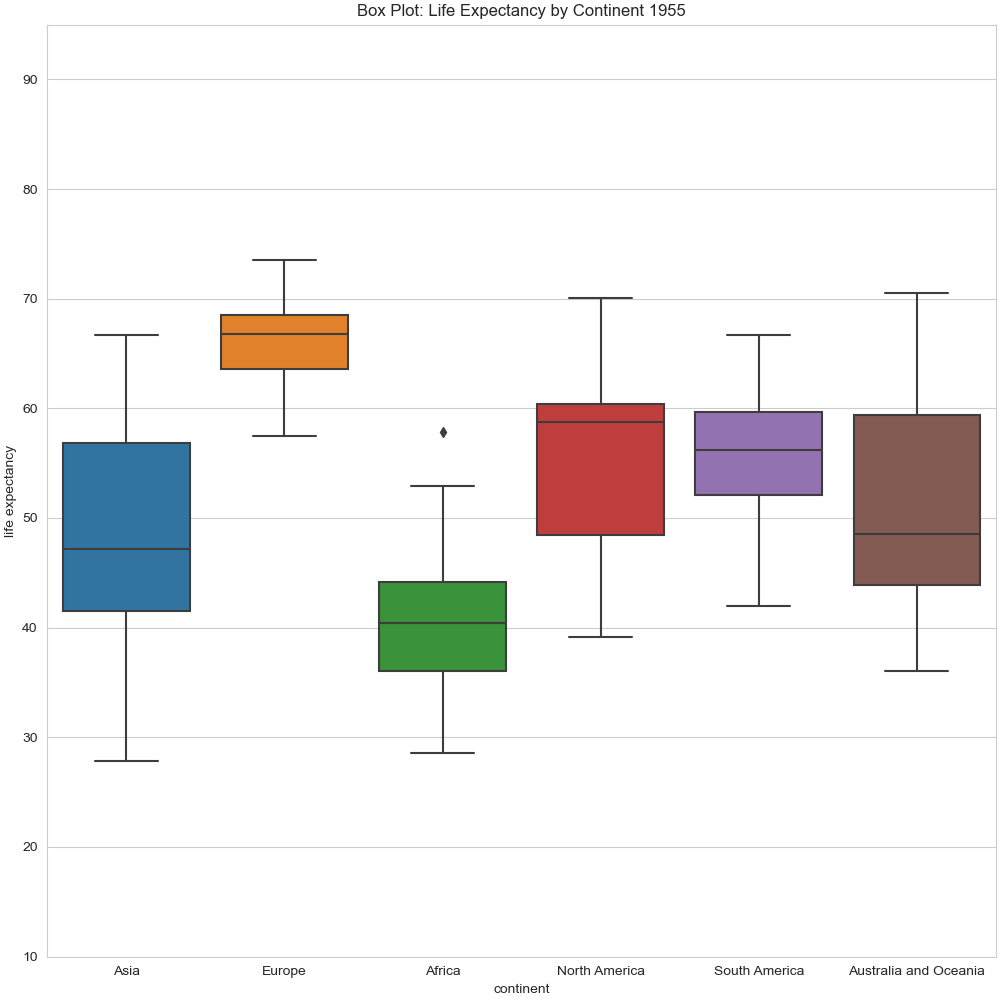 Box Plot: Life Expectancy by Continent 1955
90
80
70
60
50
40
30
20
10
life expectancy
Asia Europe Africa North America South America Australia and Oceania
continent